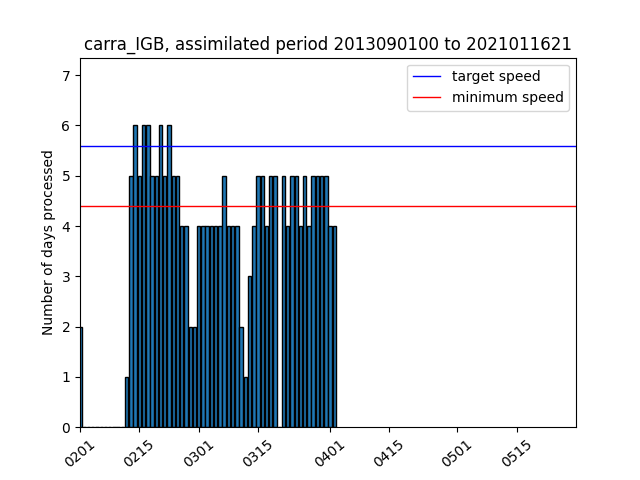 carra_IGB, assimilated period 2013090100 to 2021011621
target speed
minimum speed
Number of days processed
7
6
5
4
3
2
1
0
0201 0215 0301 0315 0401 0415 0501 0515